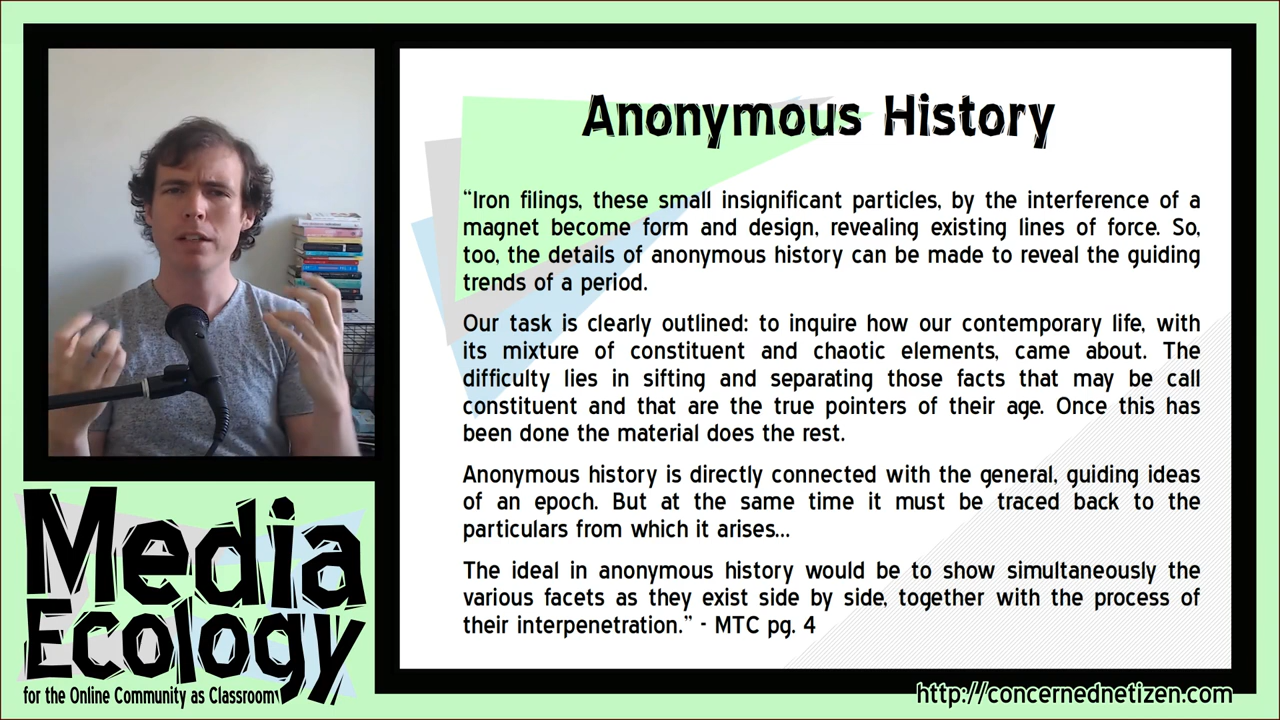 Anonymous History
“Iron filings, these small insignificant particles, by the interference of a
magnet become form and design, revealing existing lines of force. So,
too, the details of anonymous history can be made to reveal the guiding
trends of a period.
Our task is clearly outlined: to inquire how our contemporary life, with
its mixture of constituent and chaotic elements, came about. The
difficulty lies in sifting and separating those facts that may be call
constituent and that are the true pointers of their age. Once this has
been done the material does the rest.
Anonymous history is directly connected with the general, guiding ideas
of an epoch. But at the same time it must be traced back to the
particulars from which it arises...
The ideal in anonymous history would be to show simultaneously the
various facets as they exist side by side, together with the process of
their interpenetration.” - MTC pg. 4
Media
Ecology
for the Online Community as Classroom
http://concernednetizen.com